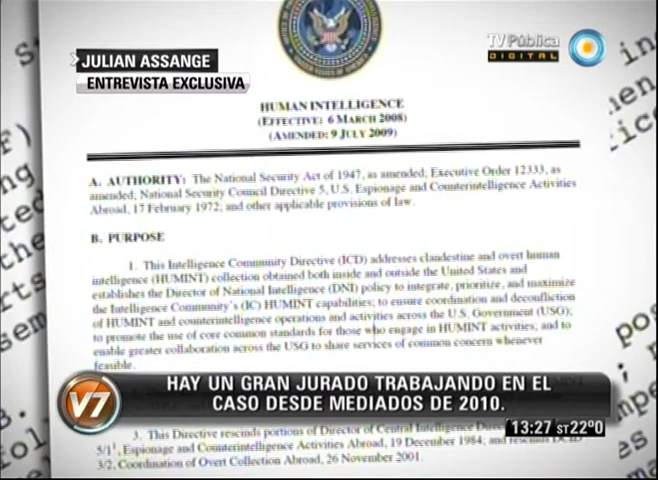 JULIAN ASSANGE
ENTREVISTA EXCLUSIVA
TV Pública
DIGITAL
HUMAN INTELLIGENCE
(EFFECTIVE: 6 MARCH 2008)
(AMENDED: 9 JULY 2009)
A. AUTHORITY: The National Security Act of 1947, as amended; Executive Order 12333, as
amended; National Security Council Directive 5, U.S. Espionage and Counterintelligence Activities
Abroad, 17 February 1972; and other applicable provisions of law.
B. PURPOSE
1. This Intelligence Community Directive (ICD) addresses clandestine and overt human
intelligence (HUMINT) collection obtained both inside and outside the United States and
establishes the Director of National Intelligence (DNI) policy to integrate, prioritize, and maximize
the Intelligence Community's (IC) HUMINT capabilities; to ensure coordination and deconfliction
of HUMINT and counterintelligence operations and activities across the U.S. Government (USG);
to promote the use of core common standards for those who engage in HUMINT activities; and to
enable greater collaboration across the USG to share services of common concern whenever
feasible.
V7
HAY UN GRAN JURADO TRABAJANDO EN EL
CASO DESDE MEDIADOS DE 2010.
13:27 ST 22º0
3. This Directive rescinds portions of Director of Central Intelligence
5/1¹, Espionage and Counterintelligence Activities Abroad, 19 December 1984; and rescinds DCID
3/2, Coordination of Overt Collection Abroad, 26 November 2001.